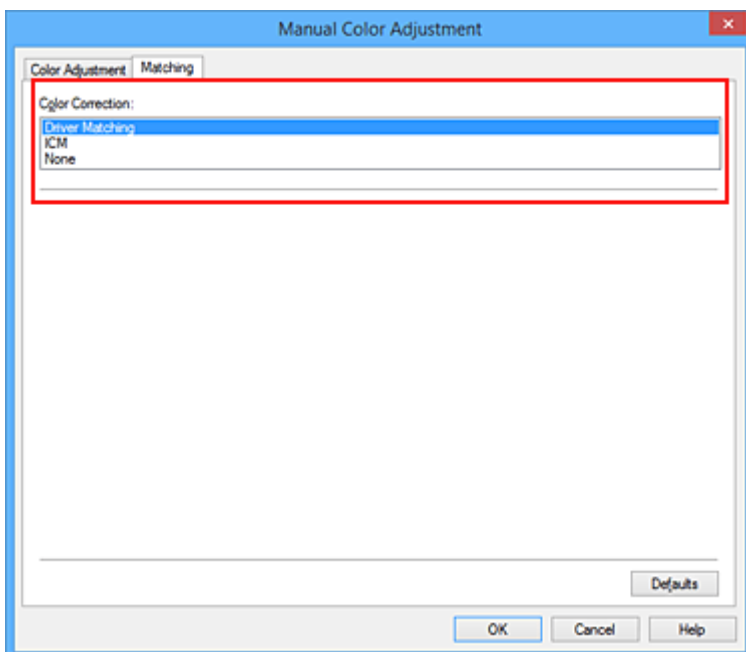 Manual Color Adjustment
Color Adjustment Matching
Color Correction:
Driver Matching
ICM
None
Defaults
OK Cancel Help